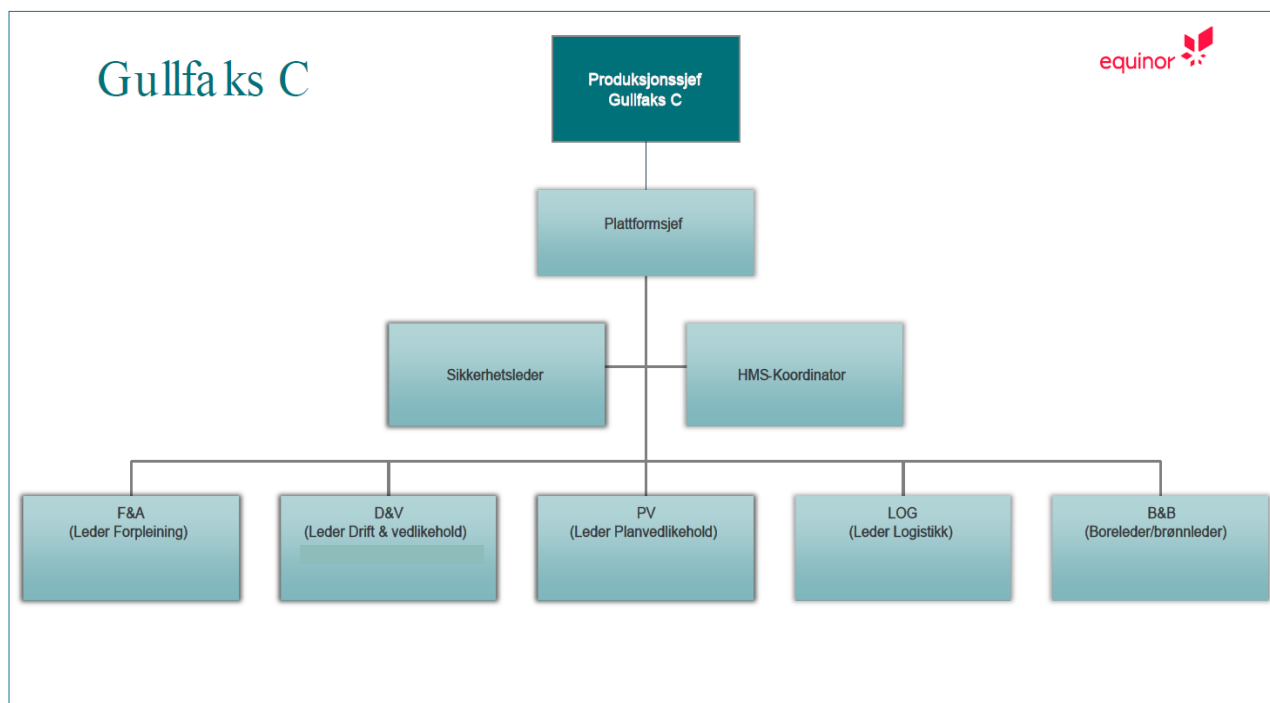 Gullfaks C
Produksjonssjef
Gullfaks C
equinor
Plattformsjef
Sikkerhetsleder
HMS-Koordinator
F&A
(Leder Forpleining)
D&V
(Leder Drift & vedlikehold)
PV
(Leder Planvedlikehold)
LOG
(Leder Logistikk)
B&B
(Boreleder/brønnleder)